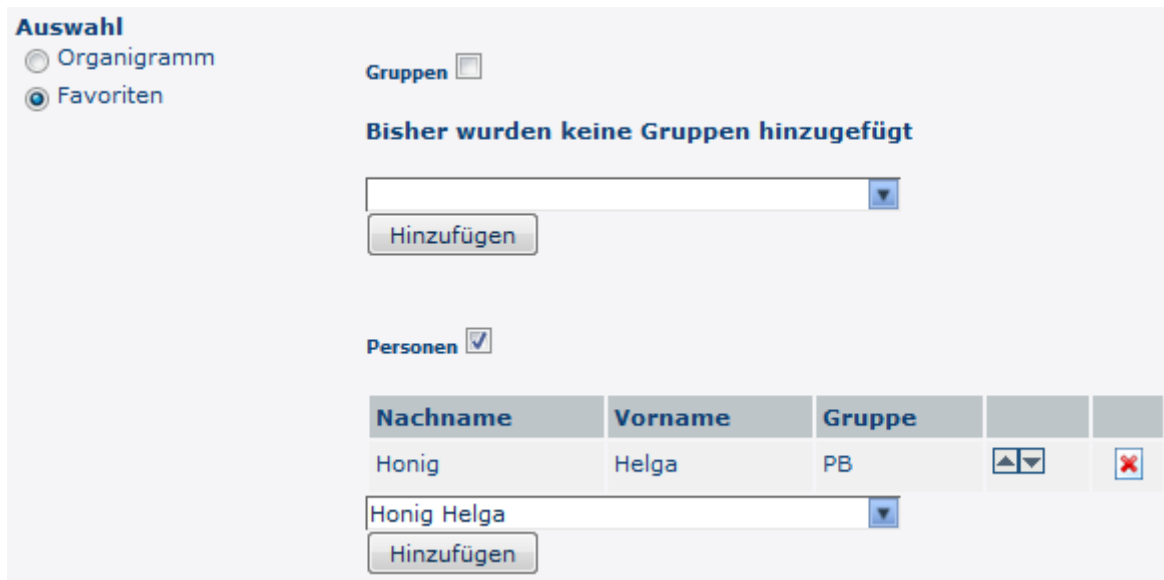 Auswahl
Organigramm
Favoriten
Gruppen
Bisher wurden keine Gruppen hinzugefügt
Hinzufügen
Personen
Nachname Vorname Gruppe
Honig Helga PB
Honig Helga
Hinzufügen